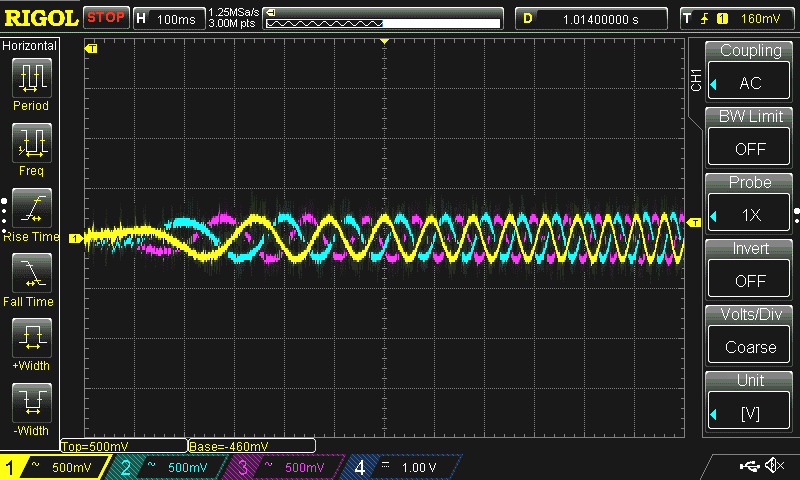 RIGOL STOP H 100ms 1.25MSa/s D 1.01400000 s T 1 160mV
3.00M pts
Horizontal
Period
Freq
Rise Time
Fall Time
+Width
-Width
T
1
T
CH1
Coupling
AC
BW Limit
OFF
Probe
1X
Invert
OFF
Volts/Div
Coarse
Unit
[V]
Top=500mV Base=-460mV
1 ~ 500mV 2 ~ 500mV 3 ~ 500mV 4 = 1.00 V